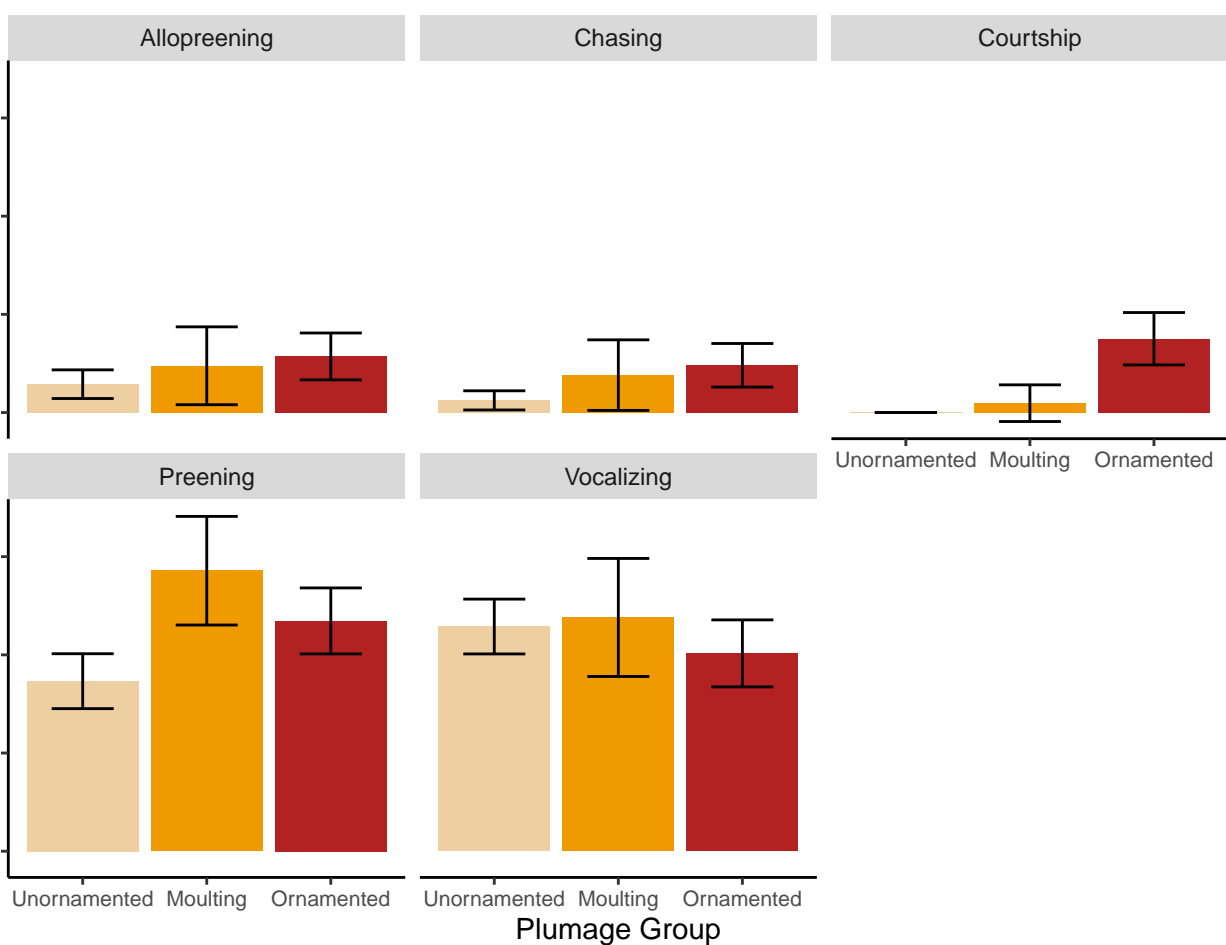 Allopreening Chasing Courtship
Unornamented Moulting Ornamented
Preening Vocalizing
Unornamented Moulting Ornamented Unornamented Moulting Ornamented
Plumage Group